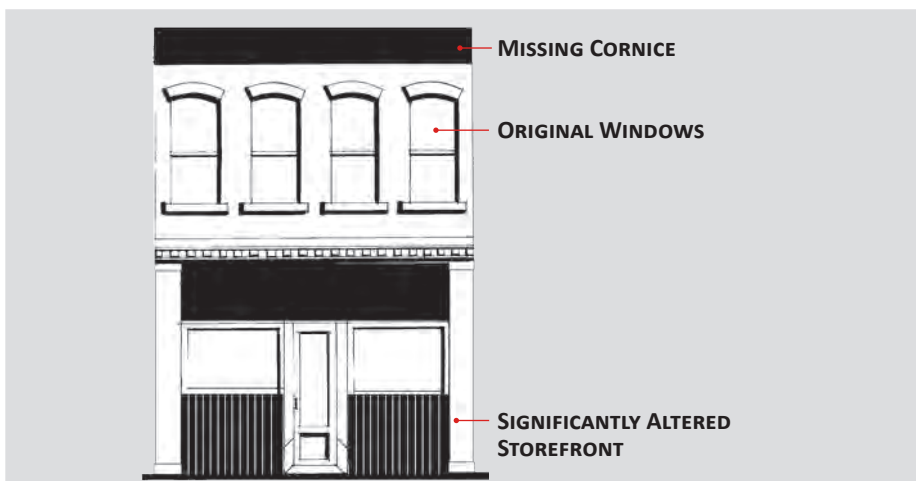 Missing Cornice
Original Windows
Significantly Altered
Storefront